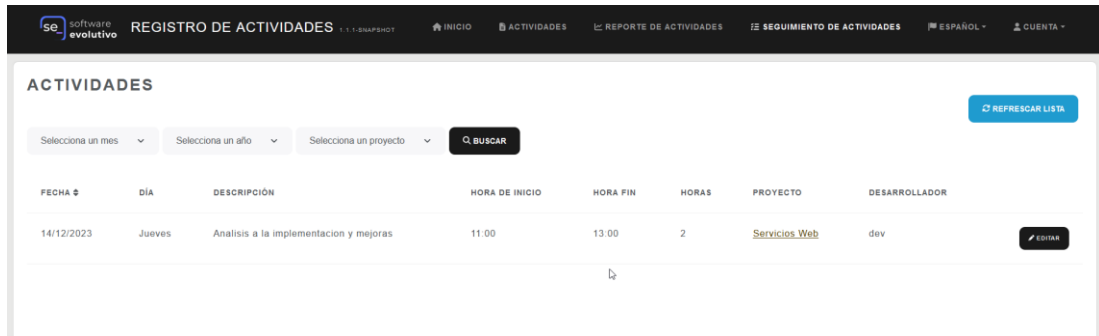 se_ software evolutivo REGISTRO DE ACTIVIDADES 1.1.1-SNAPSHOT INICIO ACTIVIDADES REPORTE DE ACTIVIDADES SEGUIMIENTO DE ACTIVIDADES ESPAÑOL CUENTA
ACTIVIDADES
REFRESCAR LISTA
Selecciona un mes Selecciona un año Selecciona un proyecto BUSCAR
FECHA DÍA DESCRIPCIÓN HORA DE INICIO HORA FIN HORAS PROYECTO DESARROLLADOR
14/12/2023 Jueves Analisis a la implementacion y mejoras 11:00 13:00 2 Servicios Web dev EDITAR